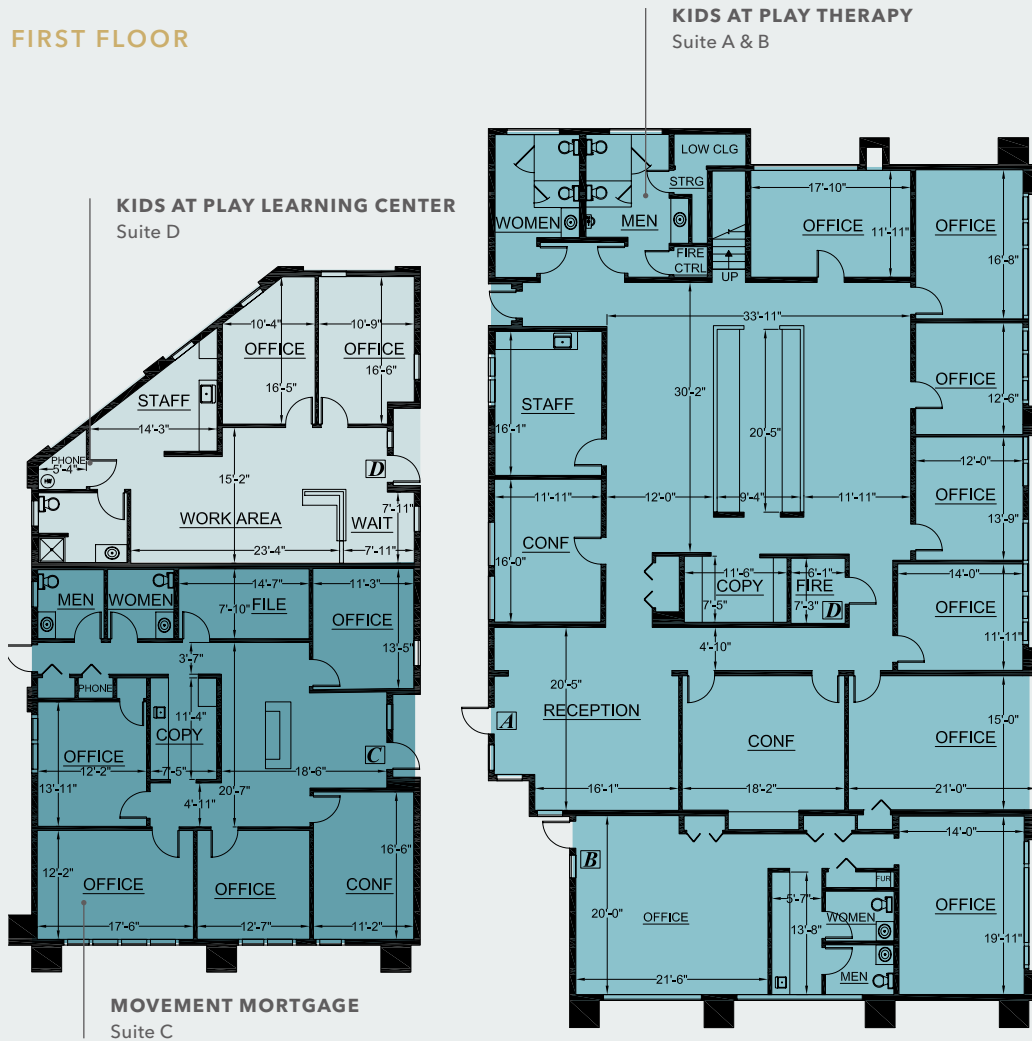 FIRST FLOOR
KIDS AT PLAY THERAPY
Suite A & B
KIDS AT PLAY LEARNING CENTER
Suite D
10'-4"
OFFICE
16'-5"
10'-9"
OFFICE
16'-6"
STAFF
14'-3"
PHONE
5'-4"
HW
15'-2"
D
WORK AREA
23'-4"
WAIT
7'-11"
7'-11"
MEN
WOMEN
14'-7"
FILE
7'-10"
11'-3"
OFFICE
13'-5"
3'-7"
PHONE
11'-4"
COPY
7'-5"
OFFICE
12'-2"
13'-11"
C
18'-6"
4'-11"
20'-7"
12'-2"
OFFICE
17'-6"
OFFICE
12'-7"
16'-6"
CONF
11'-2"
MOVEMENT MORTGAGE
Suite C
WOMEN
MEN
LOW CLG
STRG
FIRE
CTRL
UP
17'-10"
OFFICE
11'-11"
OFFICE
16'-8"
33'-11"
30'-2"
20'-5"
STAFF
16'-1"
OFFICE
12'-6"
12'-0"
9'-4"
11'-11"
12'-0"
OFFICE
13'-9"
11'-11"
CONF
16'-0"
11'-6"
COPY
7'-5"
6'-1"
FIRE
7'-3"
D
14'-0"
OFFICE
11'-11"
4'-10"
20'-5"
RECEPTION
A
16'-1"
CONF
18'-2"
15'-0"
OFFICE
21'-0"
B
20'-0"
OFFICE
21'-6"
5'-7"
13'-8"
FUR
WOMEN
MEN
14'-0"
OFFICE
19'-11"